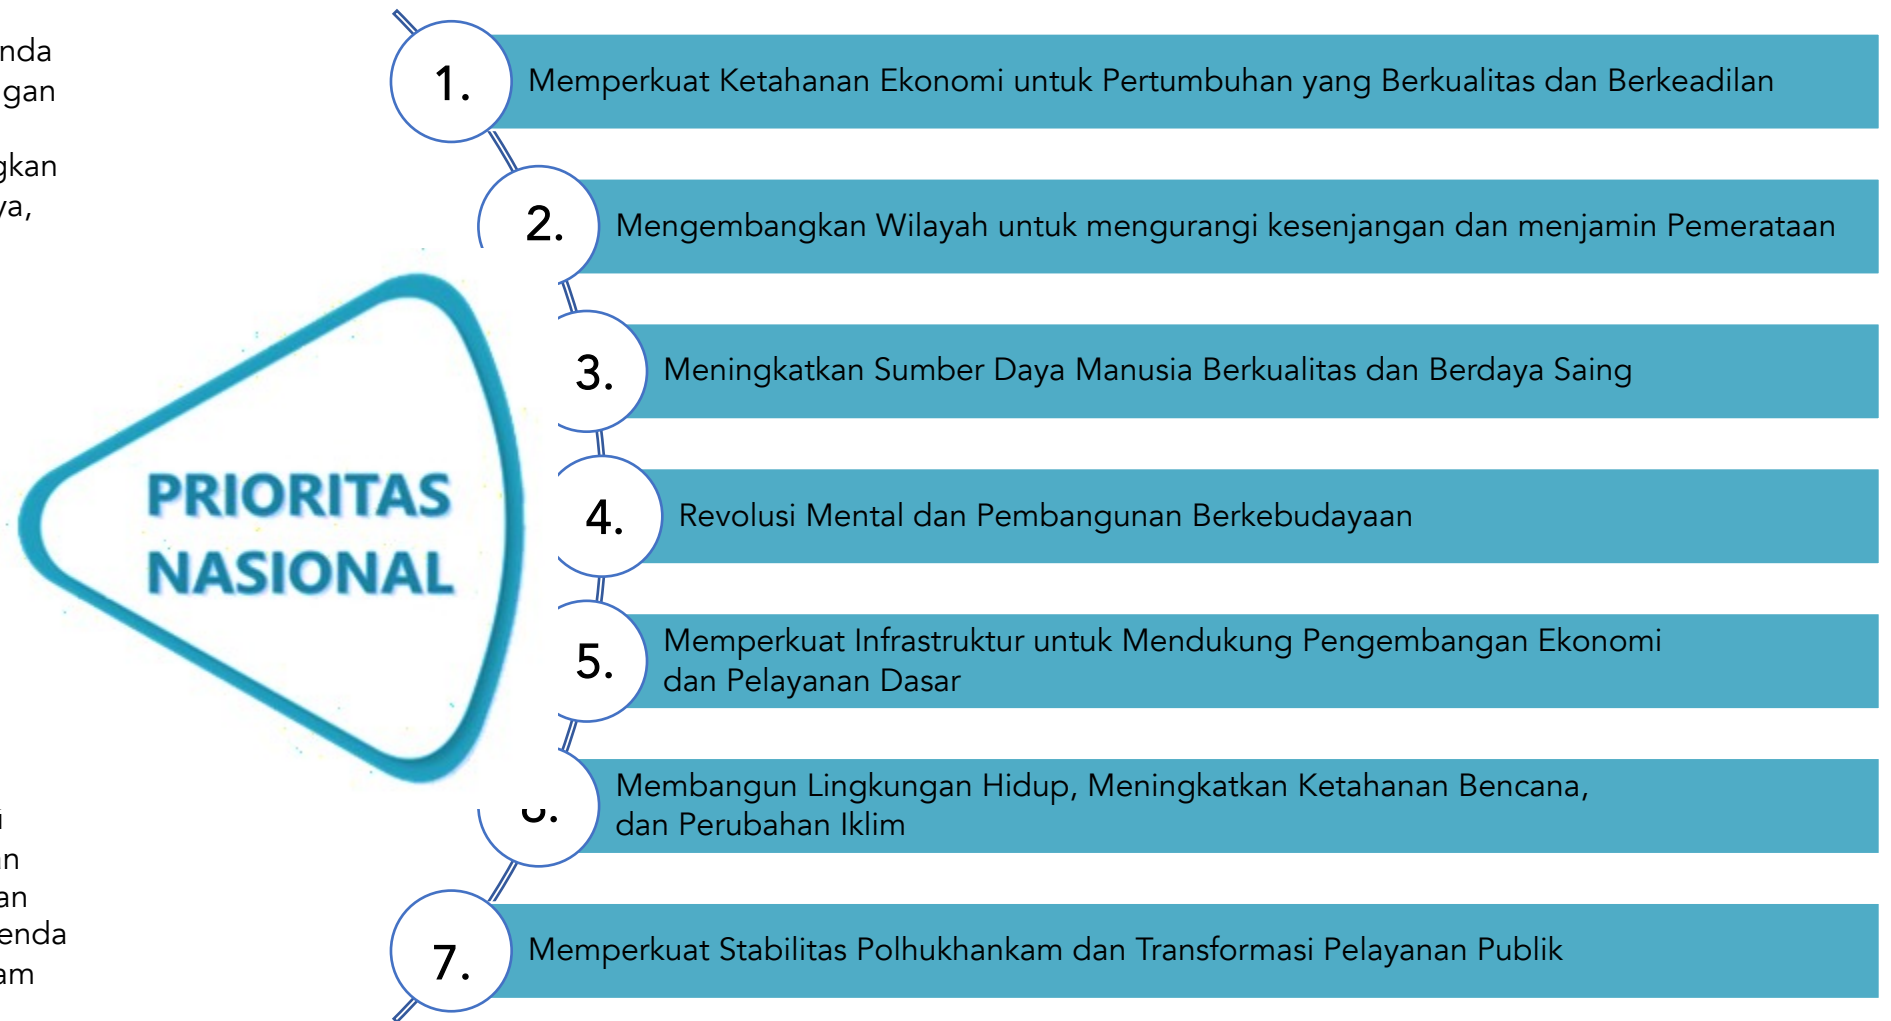 1.
Memperkuat Ketahanan Ekonomi untuk Pertumbuhan yang Berkualitas dan Berkeadilan
2.
Mengembangkan Wilayah untuk mengurangi kesenjangan dan menjamin Pemerataan
3.
Meningkatkan Sumber Daya Manusia Berkualitas dan Berdaya Saing
PRIORITAS
NASIONAL
4.
Revolusi Mental dan Pembangunan Berkebudayaan
5.
Memperkuat Infrastruktur untuk Mendukung Pengembangan Ekonomi
dan Pelayanan Dasar
Membangun Lingkungan Hidup, Meningkatkan Ketahanan Bencana,
dan Perubahan Iklim
7.
Memperkuat Stabilitas Polhukhankam dan Transformasi Pelayanan Publik